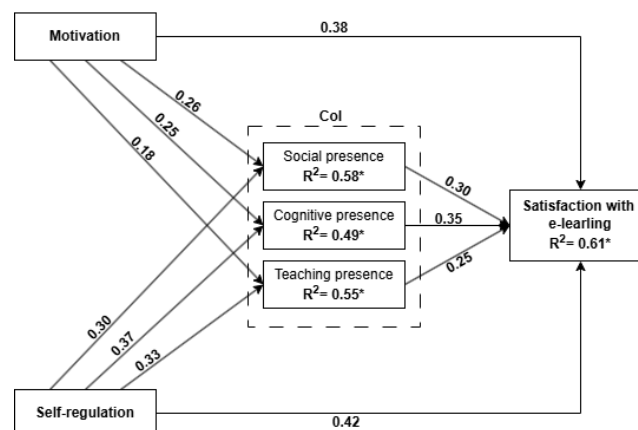 Motivation
0.38
0.26
0.25
0.18
CoI
Social presence
R²= 0.58*
0.30
Cognitive presence
R²= 0.49*
0.35
Satisfaction with
e-learling
R²= 0.61*
Teaching presence
R²= 0.55*
0.25
0.30
0.37
0.33
Self-regulation
0.42